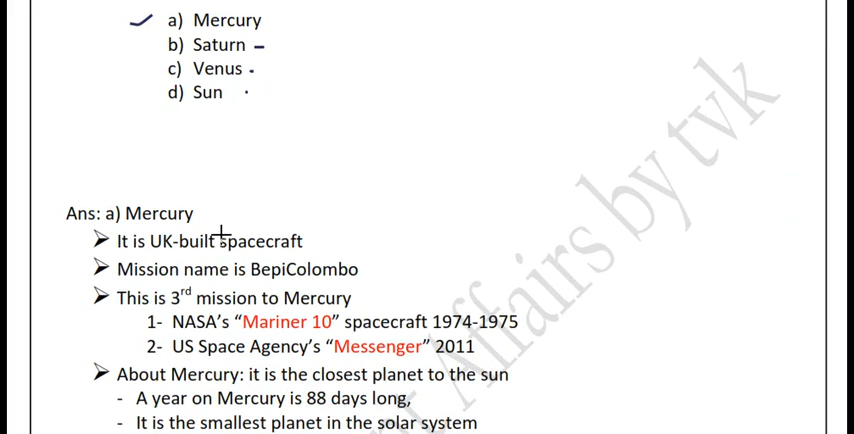 a) Mercury
b) Saturn
c) Venus
d) Sun
Ans: a) Mercury
➢ It is UK-built spacecraft
➢ Mission name is BepiColombo
➢ This is 3rd mission to Mercury
1- NASA's "Mariner 10" spacecraft 1974-1975
2- US Space Agency's "Messenger" 2011
➢ About Mercury: it is the closest planet to the sun
- A year on Mercury is 88 days long,
- It is the smallest planet in the solar system
Affairs by tvk